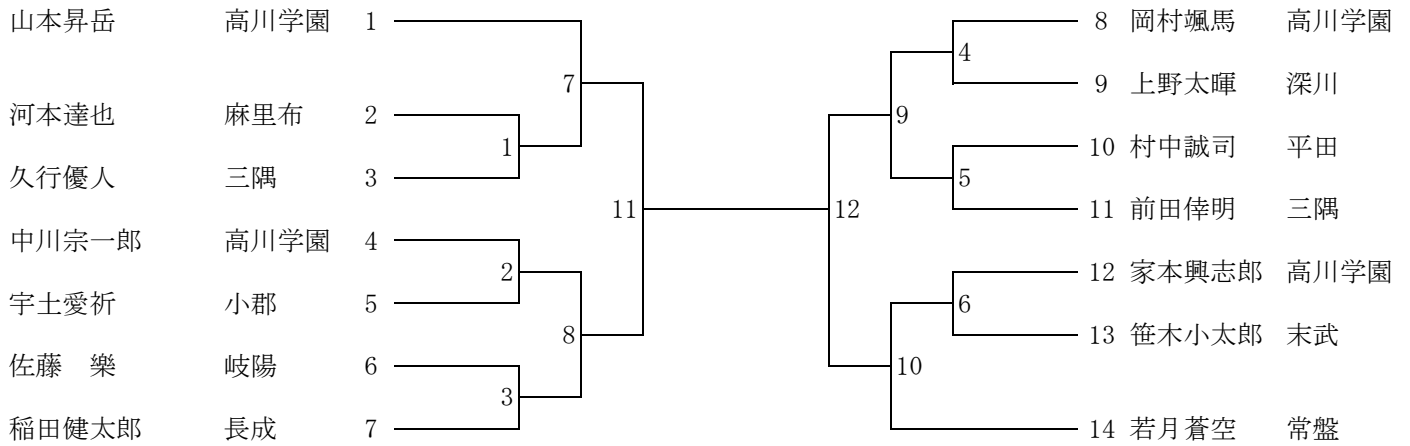 山本昇岳 高川学園 1
河本達也 麻里布 2
久行優人 三隅 3
中川宗一郎 高川学園 4
宇土愛祈 小郡 5
佐藤 樂 岐陽 6
稲田健太郎 長成 7
7
1
11
2
8
3
8 岡村颯馬 高川学園
9 上野太暉 深川
10 村中誠司 平田
11 前田倖明 三隅
12 家本興志郎 高川学園
13 笹木小太郎 末武
14 若月蒼空 常盤
4
9
5
12
6
10